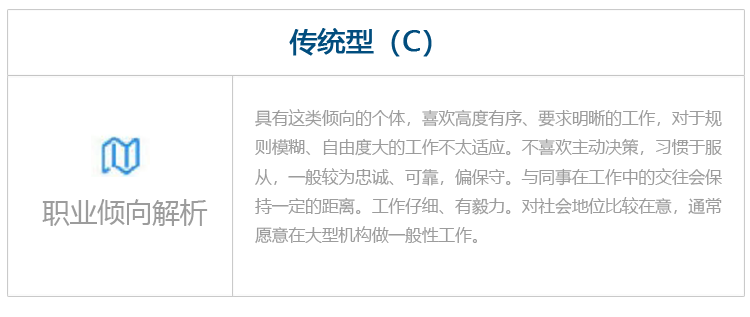 传统型（C）
职业倾向解析
具有这类倾向的个体，喜欢高度有序、要求明晰的工作，对于规
则模糊、自由度大的工作不太适应。不喜欢主动决策，习惯于服
从，一般较为忠诚、可靠，偏保守。与同事在工作中的交往会保
持一定的距离。工作仔细、有毅力。对社会地位比较在意，通常
愿意在大型机构做一般性工作。